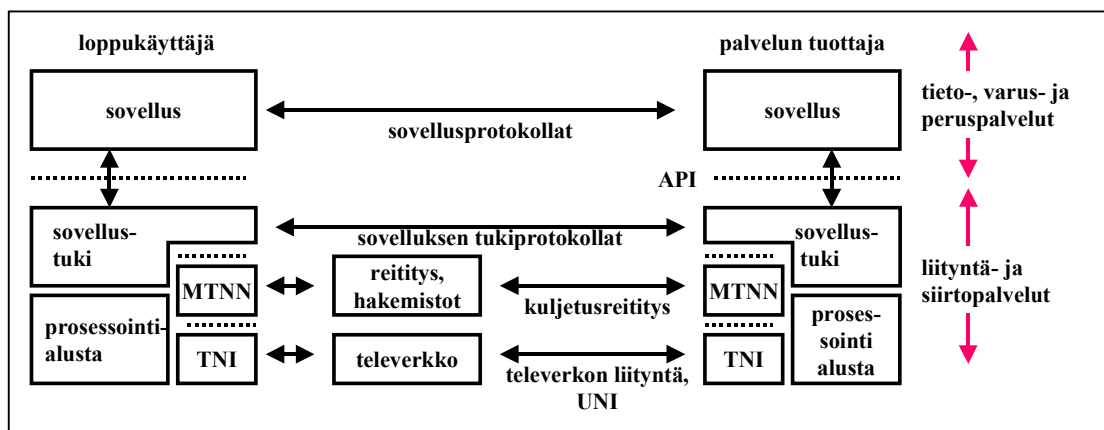 loppukäyttäjä
palvelun tuottaja
sovellus
sovellusprotokollat
sovellus
tieto-, varus- ja
peruspalvelut
API
sovellus-
tuki
sovelluksen tukiprotokollat
sovellus-
tuki
MTNN
reititys,
hakemistot
kuljetusreititys
MTNN
liityntä- ja
siirtopalvelut
prosessointi-
alusta
TNI
televerkko
televerkon liityntä,
UNI
TNI
proses-
sointi
alusta